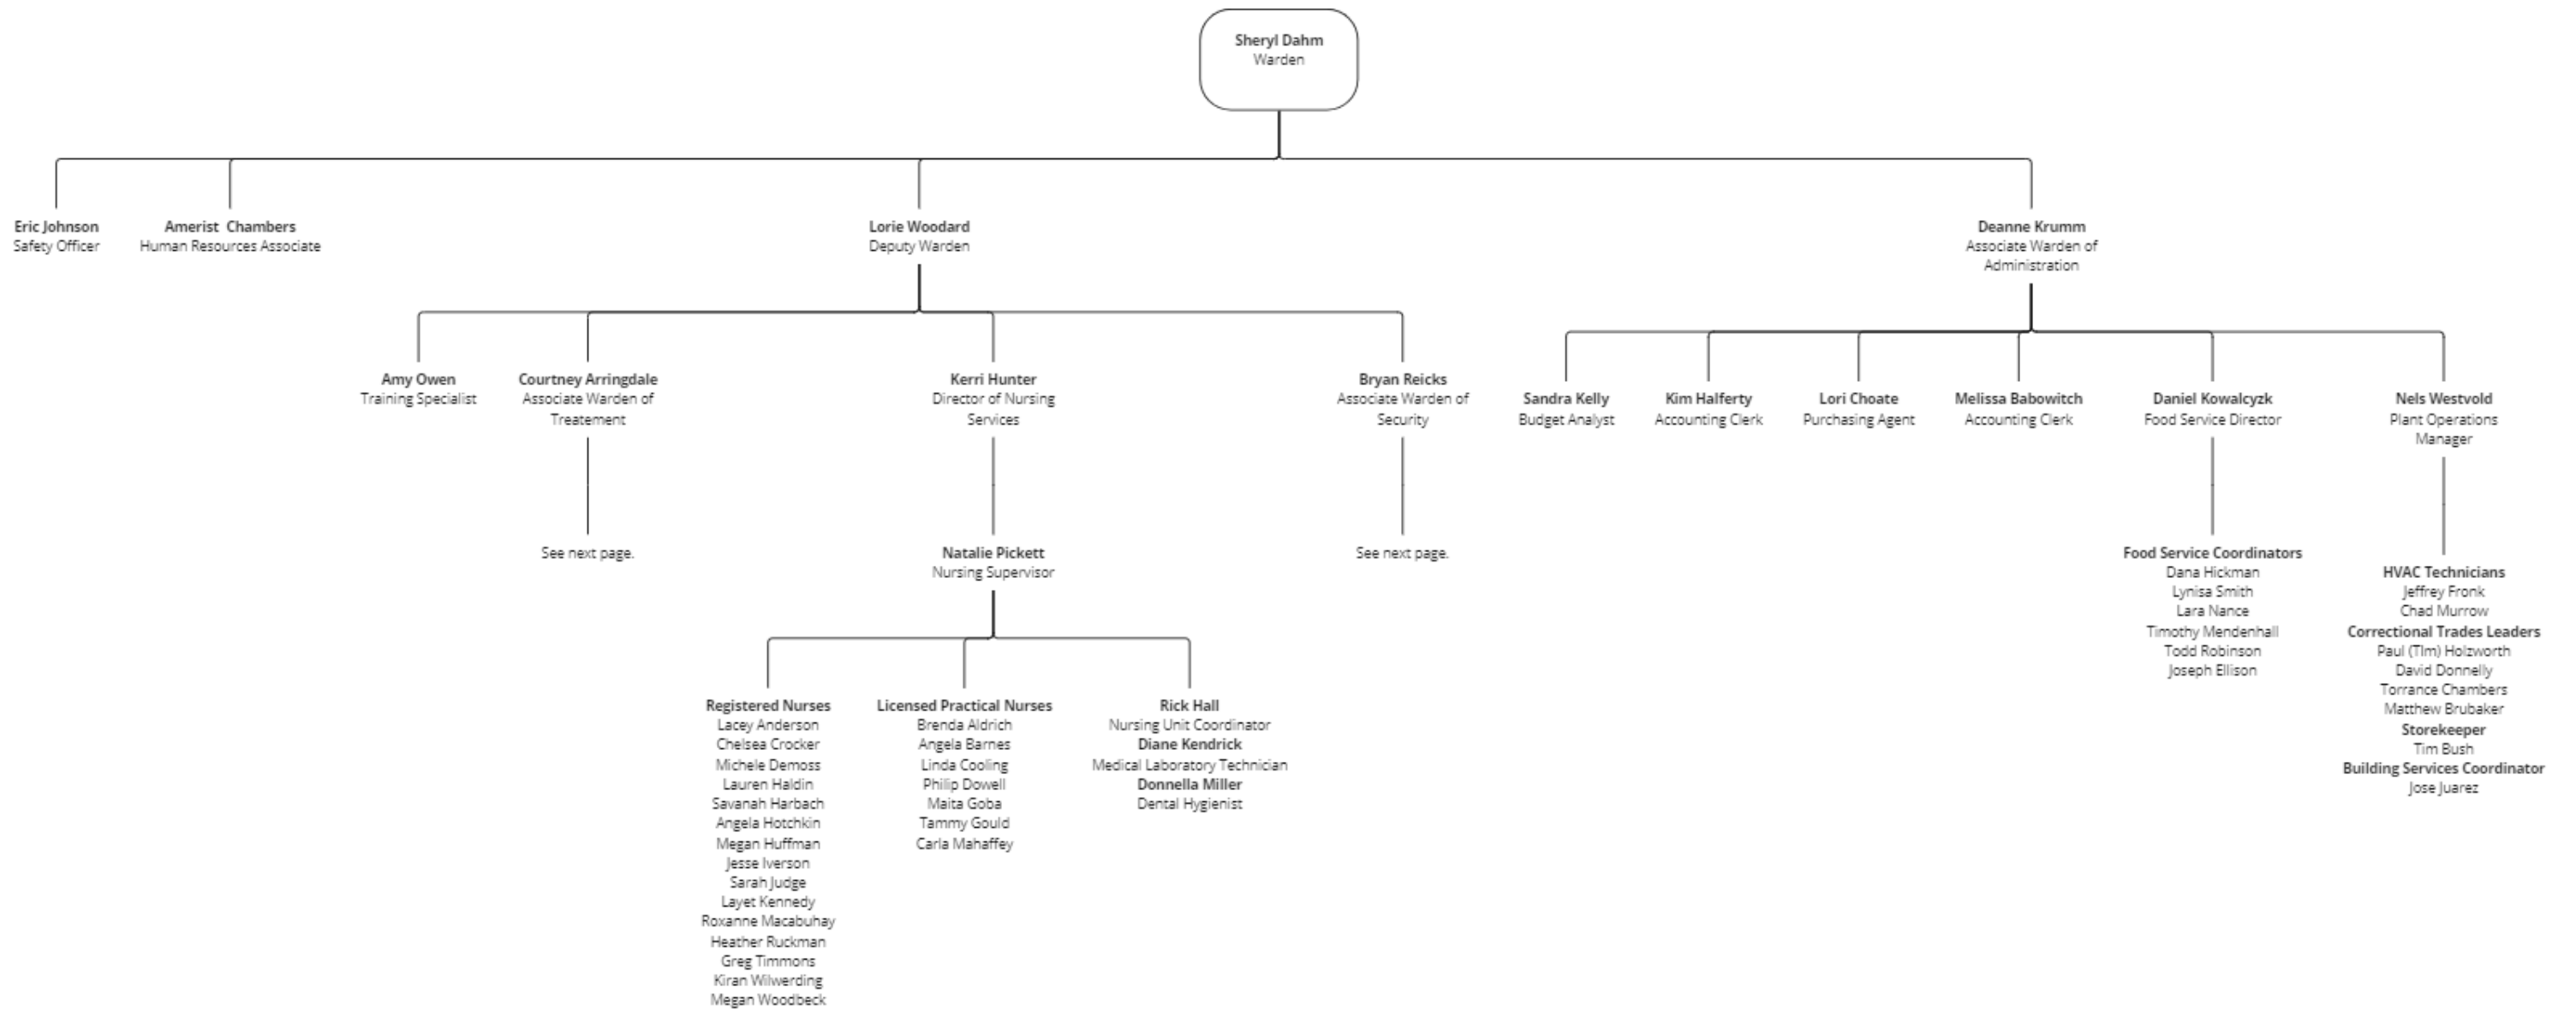 Sheryl Dahm
Warden
Eric Johnson
Safety Officer
Amerist Chambers
Human Resources Associate
Lorie Woodard
Deputy Warden
Deanne Krumm
Associate Warden of
Administration
Amy Owen
Training Specialist
Courtney Arringdale
Associate Warden of
Treatement
See next page.
Kerri Hunter
Director of Nursing
Services
Bryan Reicks
Associate Warden of
Security
See next page.
Natalie Pickett
Nursing Supervisor
Registered Nurses
Lacey Anderson
Chelsea Crocker
Michele Demoss
Lauren Haldin
Savanah Harbach
Angela Hotchkin
Megan Huffman
Jesse Iverson
Sarah Judge
Layet Kennedy
Roxanne Macabuhay
Heather Ruckman
Greg Timmons
Kiran Wilwerding
Megan Woodbeck
Licensed Practical Nurses
Brenda Aldrich
Angela Barnes
Linda Cooling
Philip Dowell
Maita Goba
Tammy Gould
Carla Mahaffey
Rick Hall
Nursing Unit Coordinator
Diane Kendrick
Medical Laboratory Technician
Donnella Miller
Dental Hygienist
Sandra Kelly
Budget Analyst
Kim Halferty
Accounting Clerk
Lori Choate
Purchasing Agent
Melissa Babowitch
Accounting Clerk
Daniel Kowalcyzk
Food Service Director
Food Service Coordinators
Dana Hickman
Lynisa Smith
Lara Nance
Timothy Mendenhall
Todd Robinson
Joseph Ellison
Nels Westvold
Plant Operations
Manager
HVAC Technicians
Jeffrey Fronk
Chad Murrow
Correctional Trades Leaders
Paul (TIm) Holzworth
David Donnelly
Torrance Chambers
Matthew Brubaker
Storekeeper
Tim Bush
Building Services Coordinator
Jose Juarez